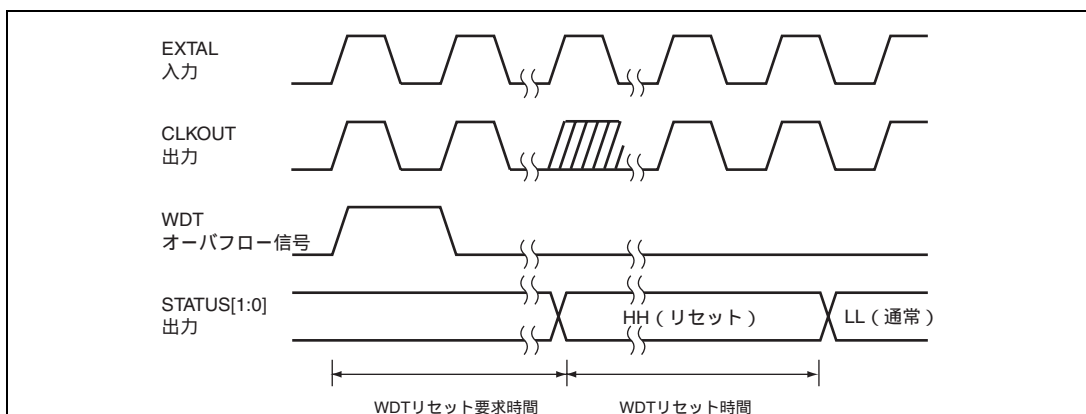 EXTAL
入力
CLKOUT
出力
WDT
オーバフロー信号
STATUS[1:0]
出力
HH（リセット）
LL（通常）
WDTリセット要求時間
WDTリセット時間